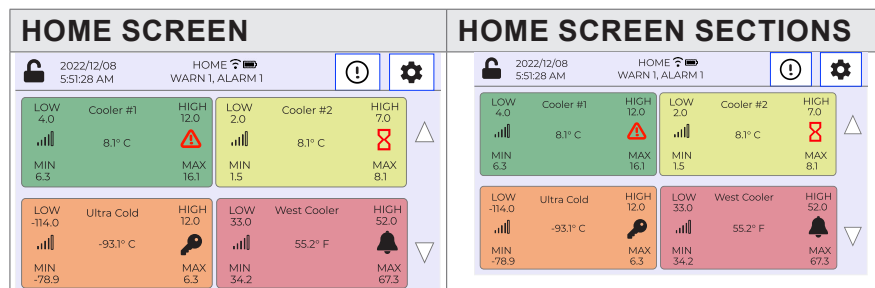 HOME SCREEN
2022/12/08 HOME
5:51:28 AM WARN 1, ALARM 1
LOW Cooler #1 HIGH
4.0 12.0
8.1° C
MIN MAX
6.3 16.1
LOW Cooler #2 HIGH
2.0 7.0
8.1° C
MIN MAX
1.5 8.1
LOW Ultra Cold HIGH
-114.0 12.0
-93.1° C
MIN MAX
-78.9 6.3
LOW West Cooler HIGH
33.0 52.0
55.2° F
MIN MAX
34.2 67.3
HOME SCREEN SECTIONS
2022/12/08 HOME
5:51:28 AM WARN 1, ALARM 1
LOW Cooler #1 HIGH
4.0 12.0
8.1° C
MIN MAX
6.3 16.1
LOW Cooler #2 HIGH
2.0 7.0
8.1° C
MIN MAX
1.5 8.1
LOW Ultra Cold HIGH
-114.0 12.0
-93.1° C
MIN MAX
-78.9 6.3
LOW West Cooler HIGH
33.0 52.0
55.2° F
MIN MAX
34.2 67.3